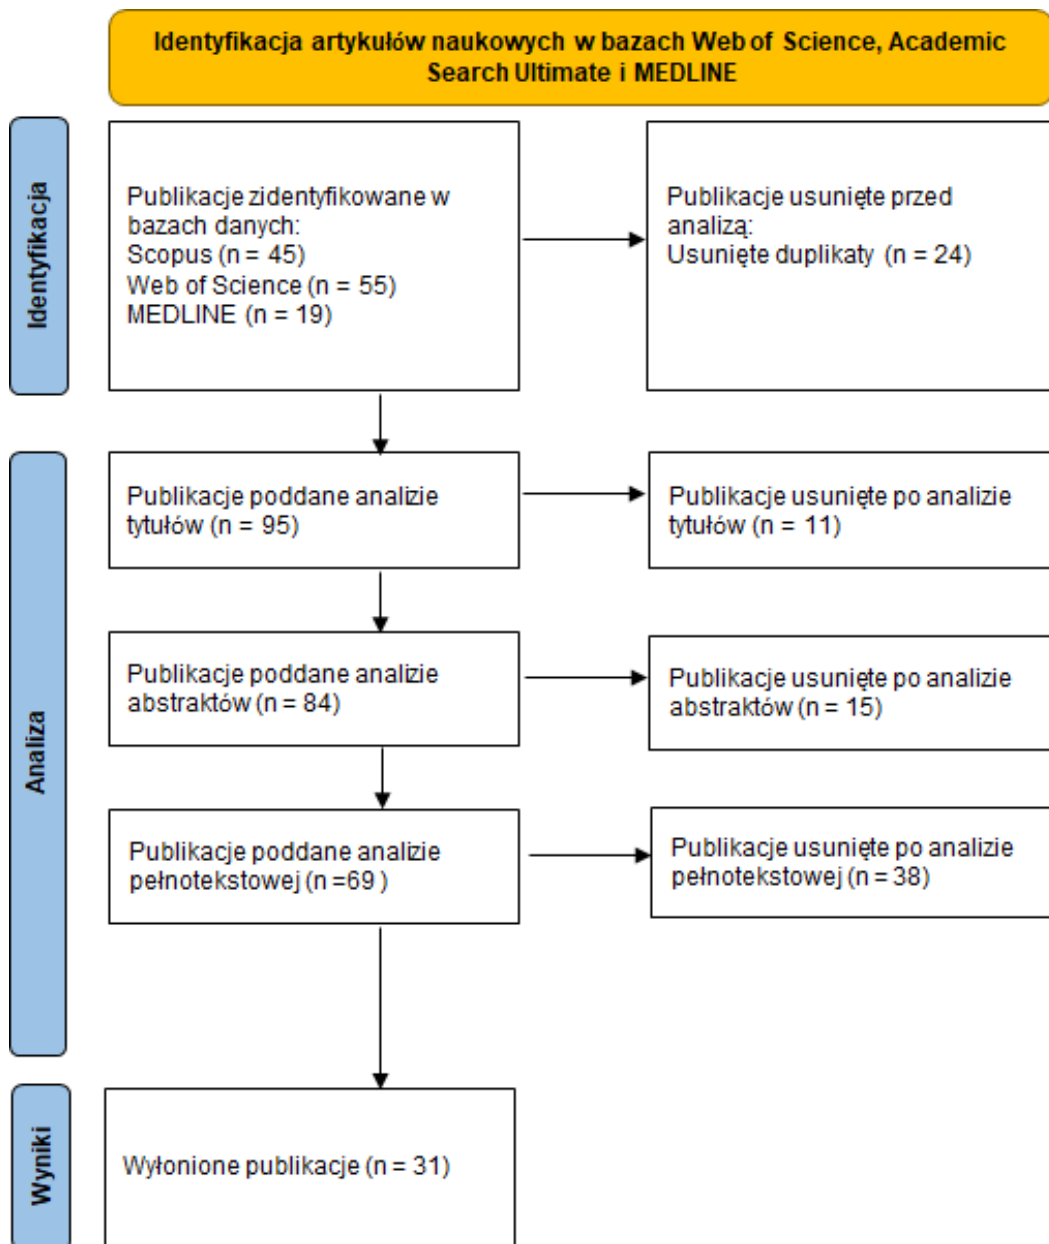 Identyfikacja artykułów naukowych w bazach Web of Science, Academic
Search Ultimate i MEDLINE
Identyfikacja
Publikacje zidentyfikowane w
bazach danych:
Scopus (n = 45)
Web of Science (n = 55)
MEDLINE (n = 19)
Publikacje usunięte przed
analizą:
Usunięte duplikaty (n = 24)
Analiza
Publikacje poddane analizie
tytułów (n = 95)
Publikacje usunięte po analizie
tytułów (n = 11)
Publikacje poddane analizie
abstraktów (n = 84)
Publikacje usunięte po analizie
abstraktów (n = 15)
Publikacje poddane analizie
pełnotekstowej (n =69 )
Publikacje usunięte po analizie
pełnotekstowej (n = 38)
Wyniki
Wyłonione publikacje (n = 31)